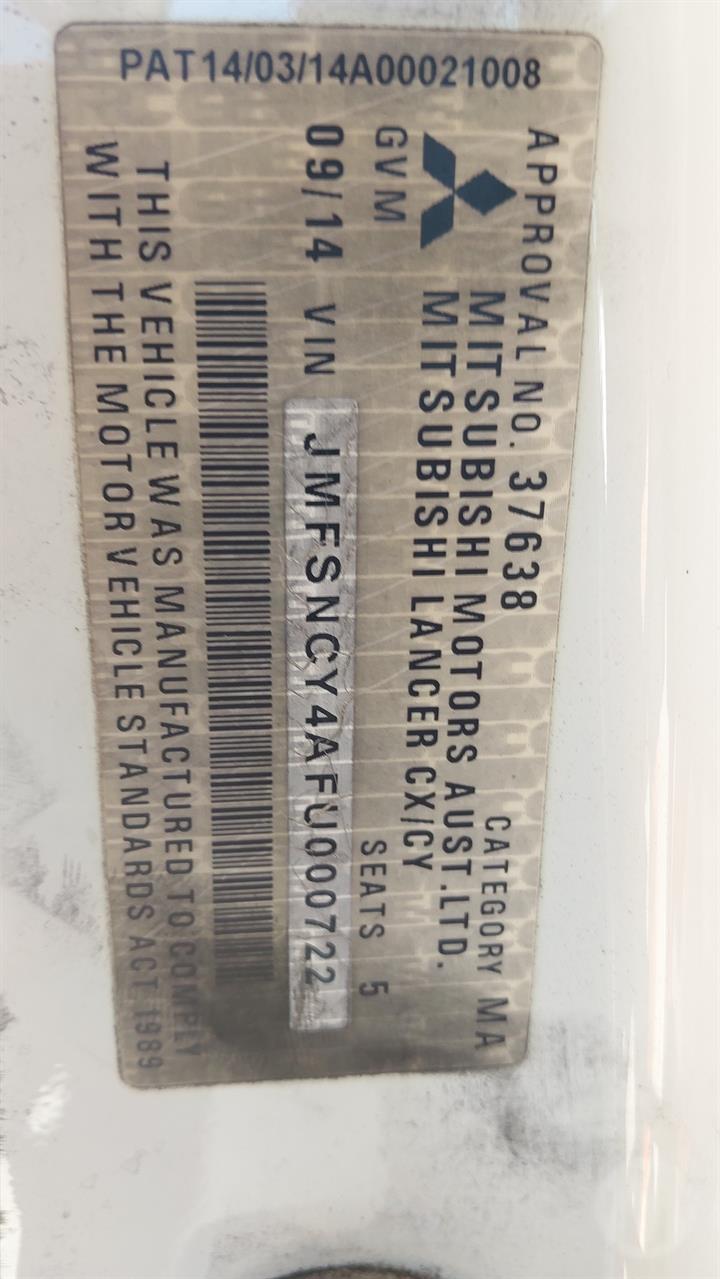 APPROVAL NO. 37638 CATEGORY MA
MITSUBISHI MOTORS AUST.LTD.
MITSUBISHI LANCER CX/CY
GVM SEATS 5
09/14 VIN JMFSNCY4AFU000722
THIS VEHICLE WAS MANUFACTURED TO COMPLY
WITH THE MOTOR VEHICLE STANDARDS ACT 1989
PAT14/03/14A00021008